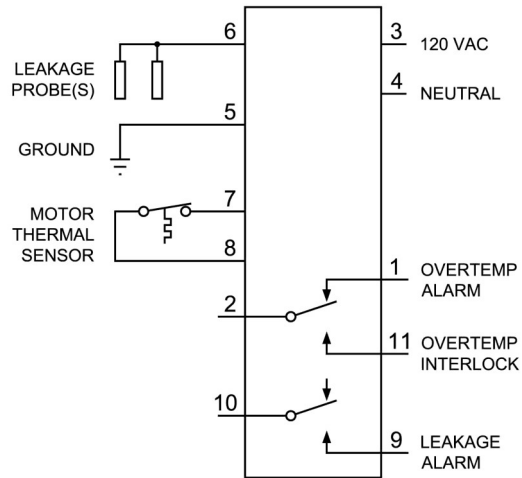 6
3
120 VAC
LEAKAGE
PROBE(S)
4
NEUTRAL
5
GROUND
7
MOTOR
THERMAL
SENSOR
8
1
OVERTEMP
ALARM
2
11
OVERTEMP
INTERLOCK
10
9
LEAKAGE
ALARM